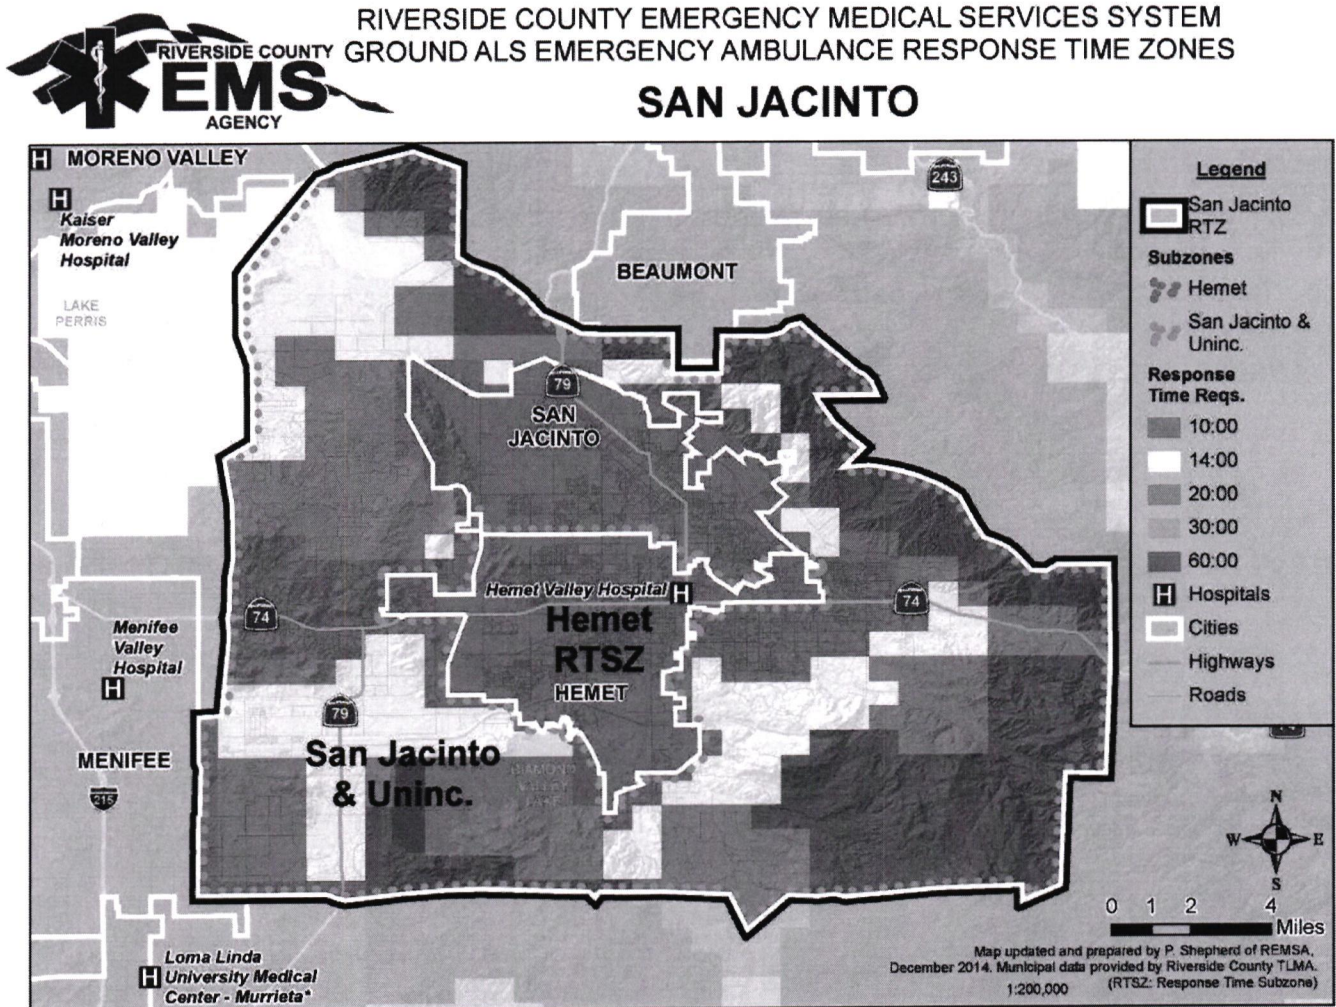 RIVERSIDE COUNTY EMERGENCY MEDICAL SERVICES SYSTEM
GROUND ALS EMERGENCY AMBULANCE RESPONSE TIME ZONES
SAN JACINTO
RIVERSIDE COUNTY
EMS
AGENCY
MORENO VALLEY
H
H
Kaiser
Moreno Valley
Hospital
LAKE
PERRIS
BEAUMONT
243
79
SAN
JACINTO
Hemet Valley Hospital H
74
74
Hemet
RTSZ
HEMET
Menifee
Valley
Hospital
H
79
San Jacinto
& Uninc.
DIAMOND
VALLEY
LAKE
MENIFEE
215
Loma Linda
H University Medical
Center - Murrieta*
Legend
San Jacinto
RTZ
Subzones
Hemet
San Jacinto &
Uninc.
Response
Time Reqs.
10:00
14:00
20:00
30:00
60:00
H Hospitals
Cities
Highways
Roads
N
W E
S
0 1 2 4
Miles
Map updated and prepared by P. Shepherd of REMSA,
December 2014. Municipal data provided by Riverside County TLMA.
1:200,000 (RTSZ: Response Time Subzone)